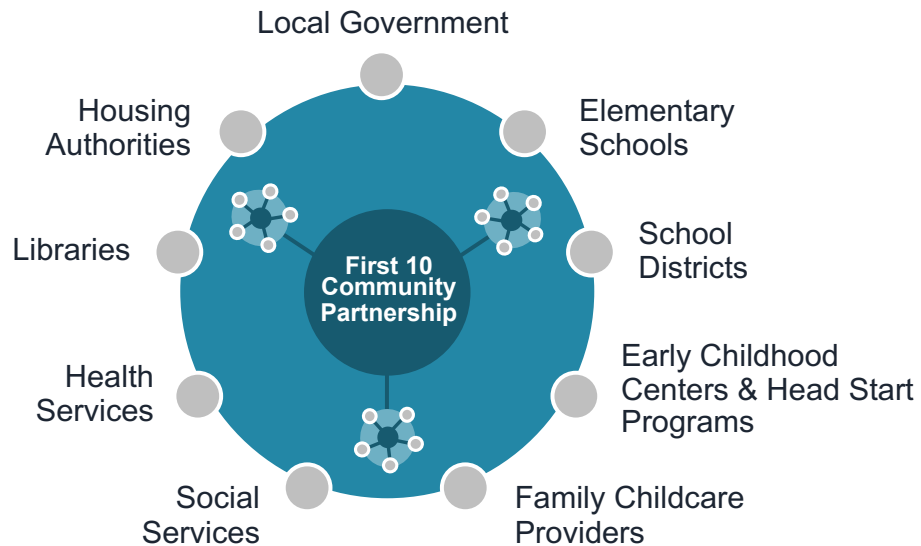 Local Government
Housing
Authorities
Elementary
Schools
Libraries
School
Districts
First 10
Community
Partnership
Health
Services
Early Childhood
Centers & Head Start
Programs
Social
Services
Family Childcare
Providers